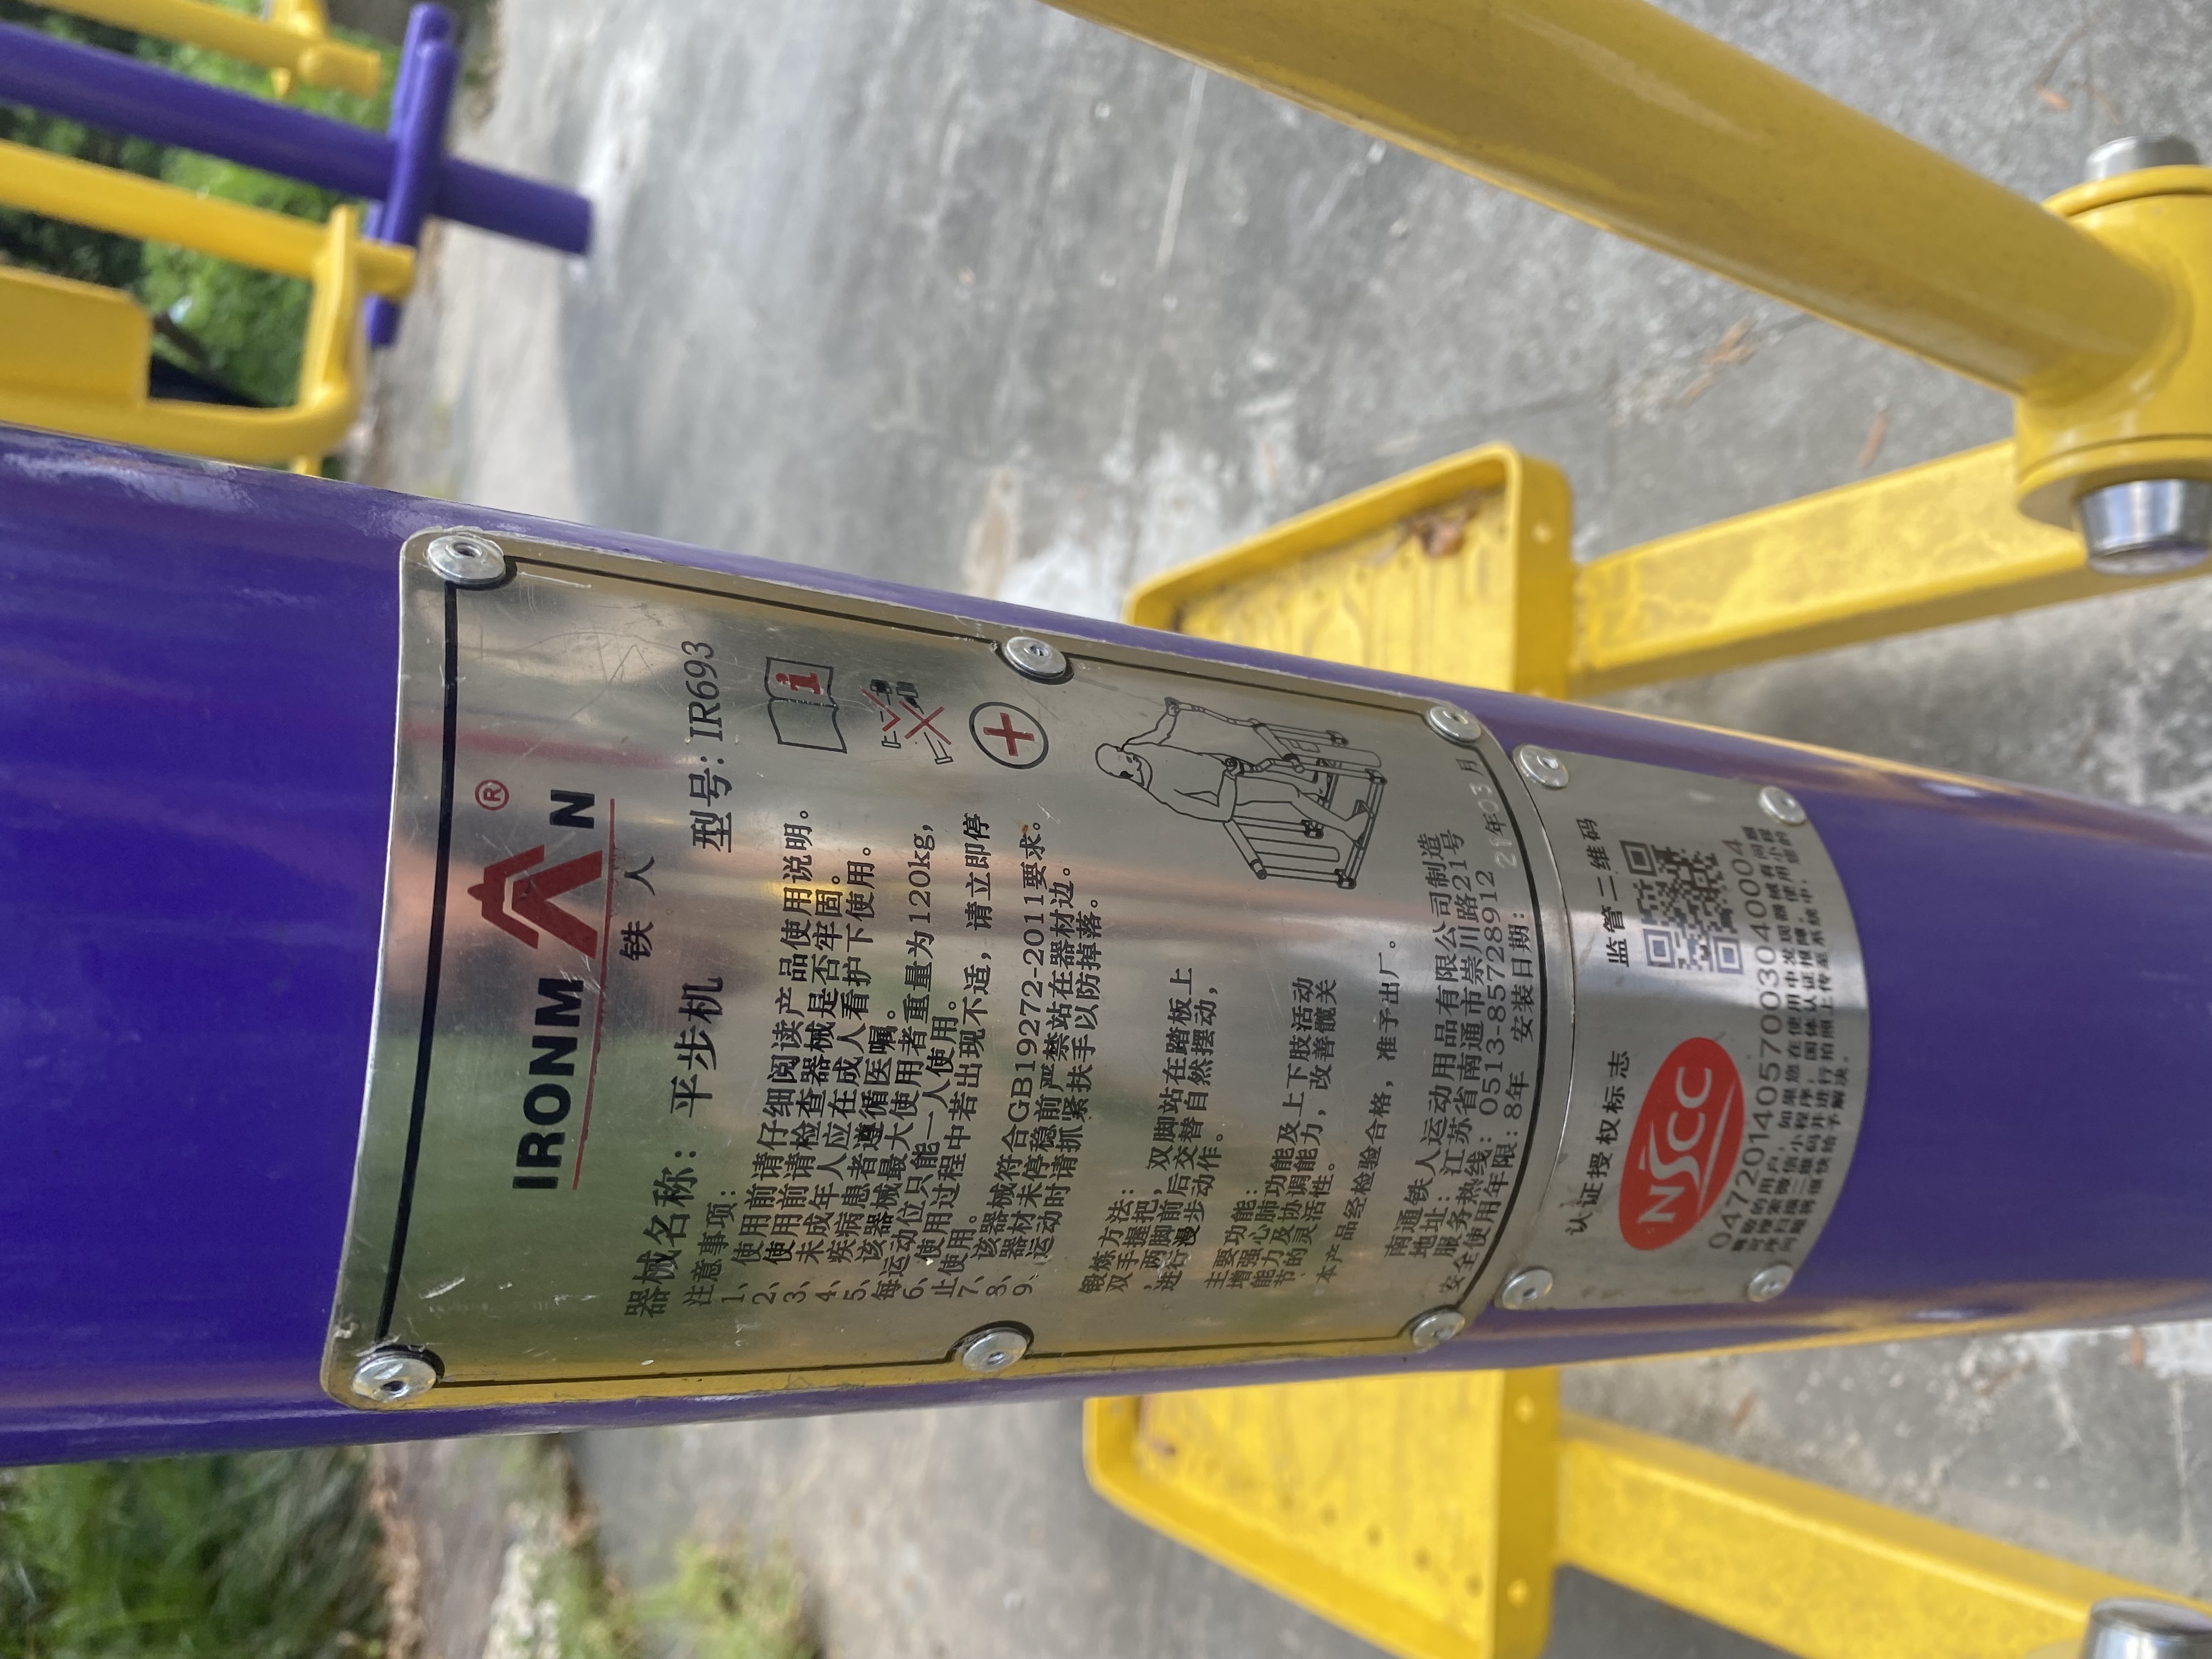 IRONMAN®
铁人
器械名称：平步机 型号：IR693
注意事项：
1、使用前请仔细阅读产品使用说明。
2、使用前请检查器械是否牢固。
3、未成年人应在成人看护下使用。
4、疾病患者遵循医嘱。
5、该器械最大使用者重量为120kg，
每运动位只能一人使用。
6、使用过程中若出现不适，请立即停
止使用。
7、该器械符合GB19272-2011要求。
8、器材未停稳前严禁站在器材边。
9、运动时请抓紧扶手以防掉落。
锻炼方法：
双手握把，双脚站在踏板上
，两脚前后交替自然摆动，
进行漫步动作。
主要功能：
增强心肺功能及上下肢活动
能力及协调能力，改善髋关
节的灵活性。
本产品经检验合格，准予出厂。
南通铁人运动用品有限公司制造
地址：江苏省南通市崇川路21号
服务热线：0513-85728912
安全使用年限：8年 安装日期：21年03月
认证授权标志 监管二维码
NSCC
0472014057003040004